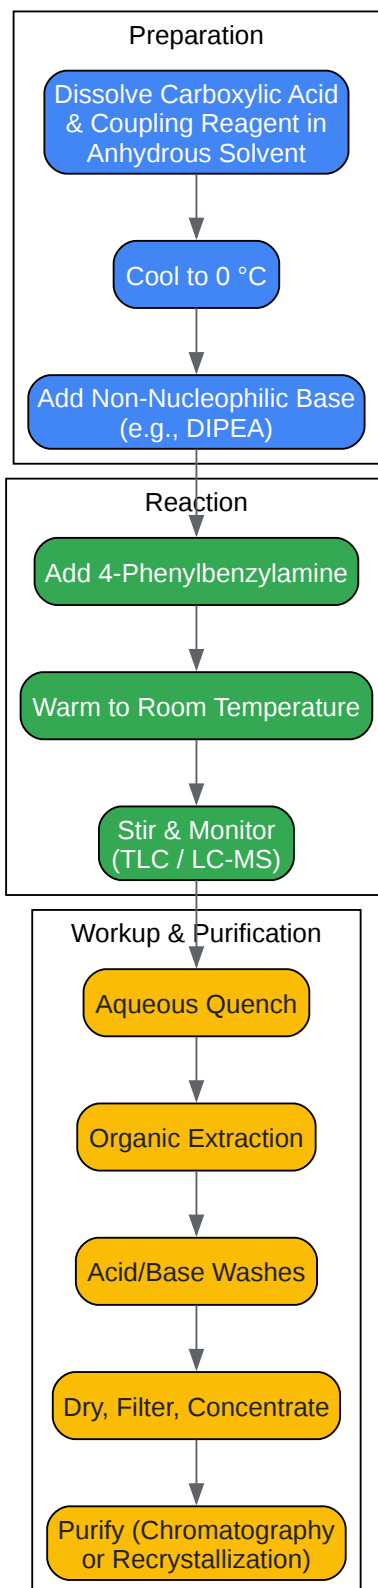 Preparation
Dissolve Carboxylic Acid
& Coupling Reagent in
Anhydrous Solvent
Cool to 0 °C
Add Non-Nucleophilic Base
(e.g., DIPEA)
Reaction
Add 4-Phenylbenzylamine
Warm to Room Temperature
Stir & Monitor
(TLC / LC-MS)
Workup & Purification
Aqueous Quench
Organic Extraction
Acid/Base Washes
Dry, Filter, Concentrate
Purify (Chromatography
or Recrystallization)